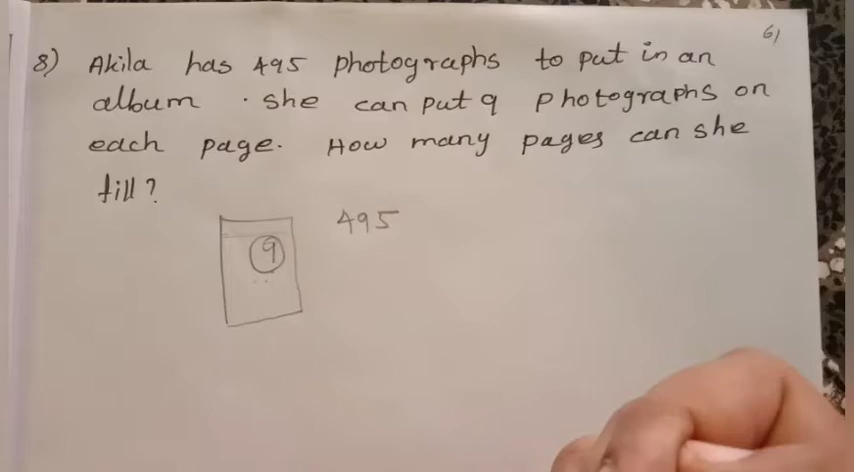 61
8) Akila has 495 photographs to put in an
album. she can put 9 photographs on
each page. How many pages can she
fill?
9
495